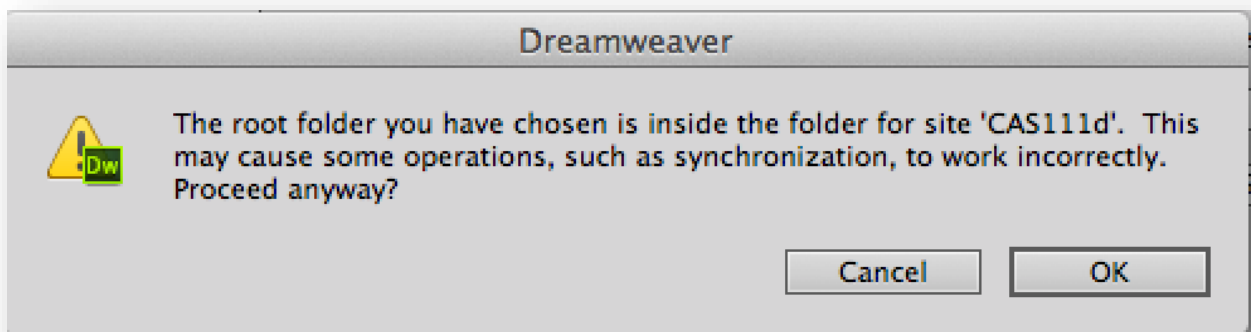 Dreamweaver
The root folder you have chosen is inside the folder for site 'CAS111d'.  This
may cause some operations, such as synchronization, to work incorrectly.
Proceed anyway?
Dw
Cancel
OK